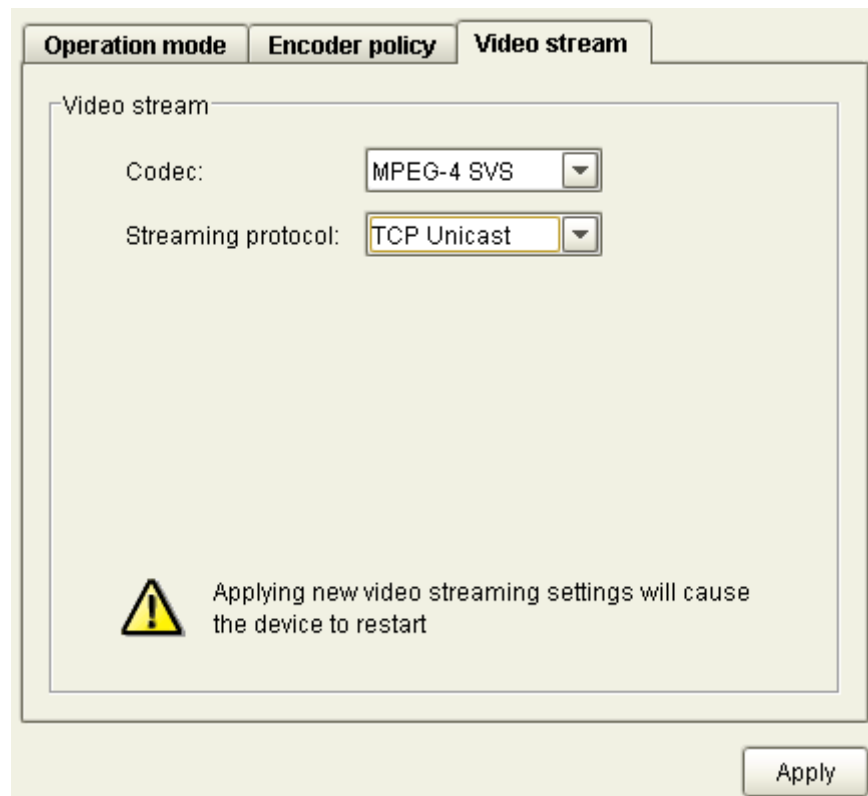 Operation mode Encoder policy Video stream
Video stream
Codec: MPEG-4 SVS
Streaming protocol: TCP Unicast
Applying new video streaming settings will cause
the device to restart
Apply